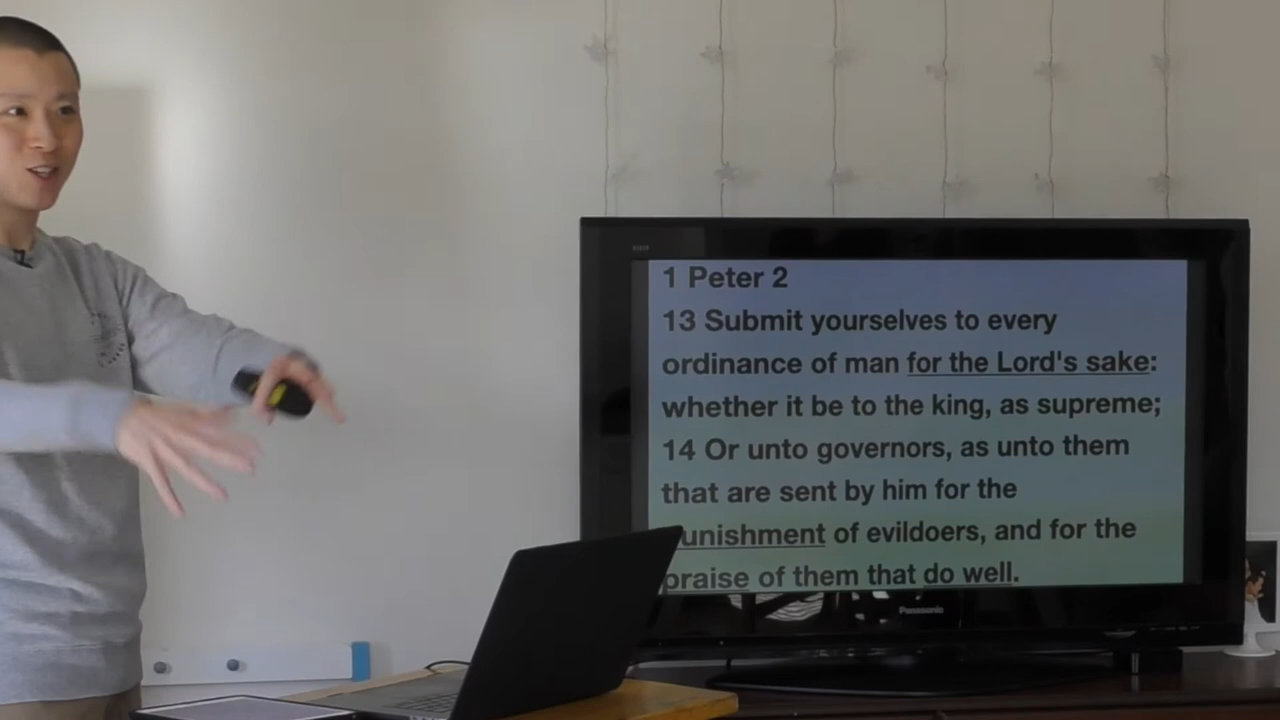 1 Peter 2
13 Submit yourselves to every
ordinance of man for the Lord's sake:
whether it be to the king, as supreme;
14 Or unto governors, as unto them
that are sent by him for the
unishment of evildoers, and for the
praise of them that do well.
Panasonic